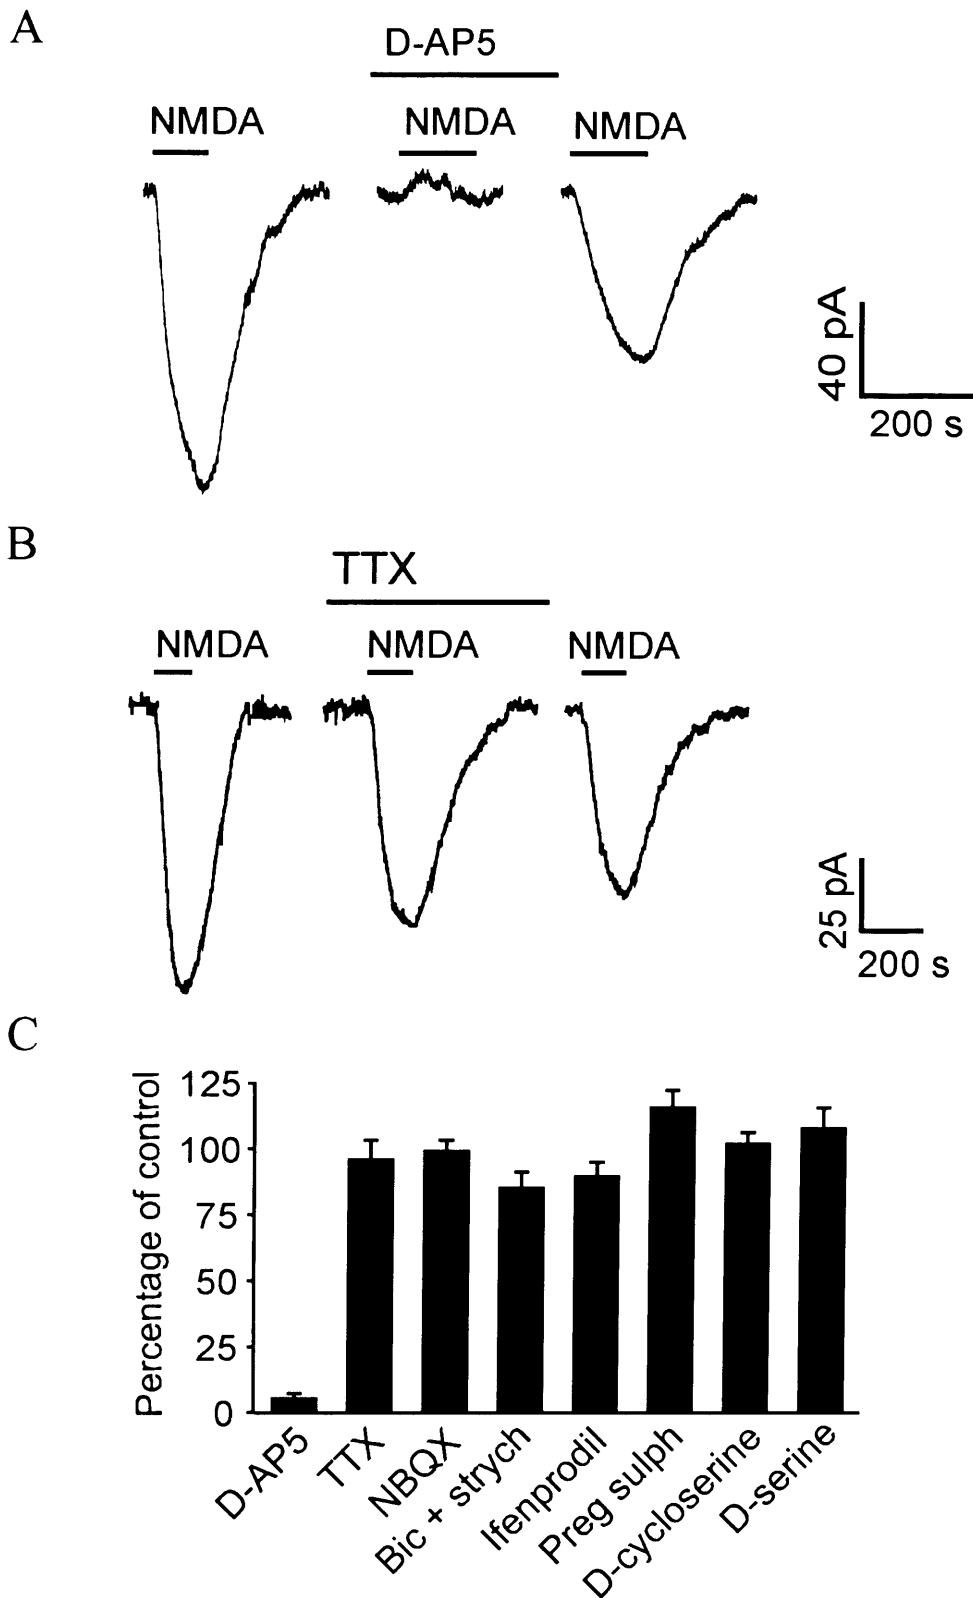 A
D-AP5
NMDA NMDA NMDA
40 pA
200 s
B
TTX
NMDA NMDA NMDA
25 pA
200 s
C
Percentage of control
125
100
75
50
25
0
D-AP5
TTX
NBQX
Bic + strych
Ifenprodil
Preg sulph
D-cycloserine
D-serine